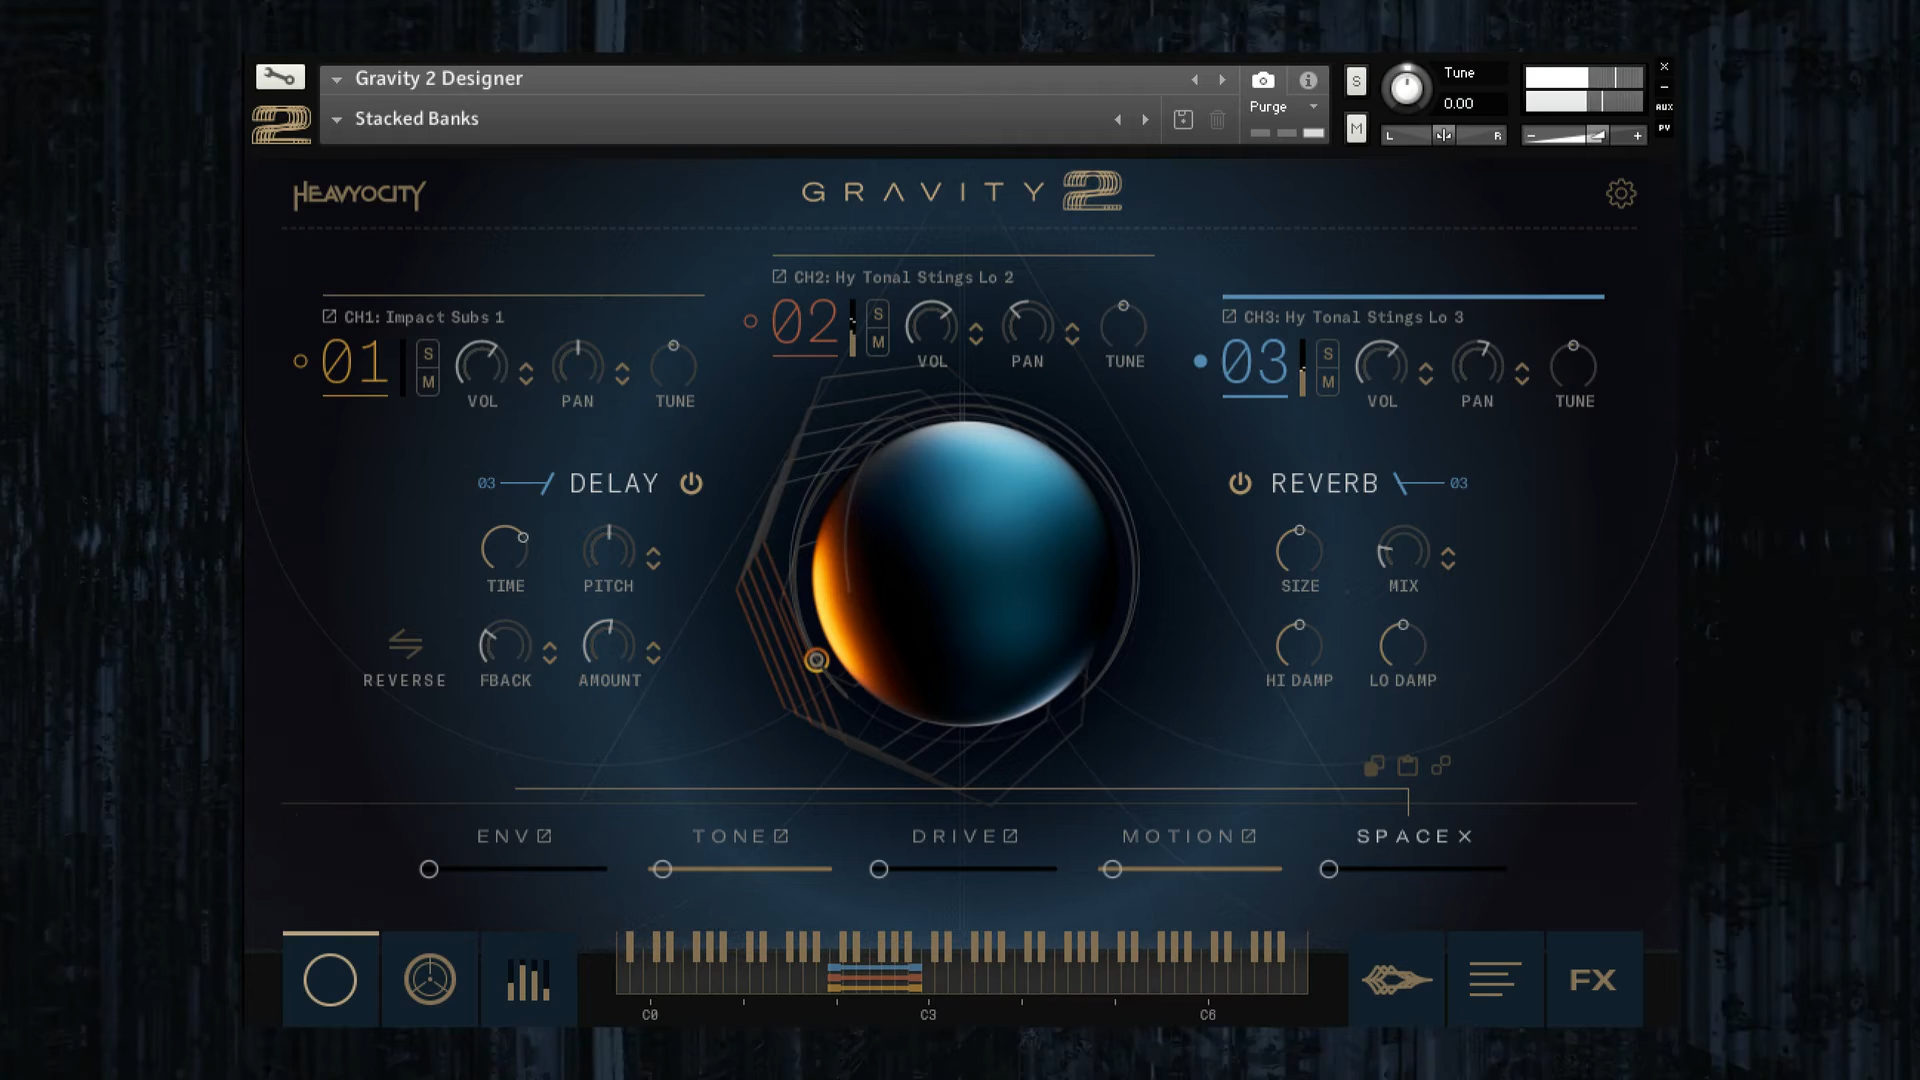 Gravity 2 Designer
Stacked Banks
Purge
S
M
Tune
0.00
L
R
AUX
PV
2
HEAVYOCITY
GRAVITY 2
CH1: Impact Subs 1
01
S
M
VOL
PAN
TUNE
CH2: Hy Tonal Stings Lo 2
02
S
M
VOL
PAN
TUNE
CH3: Hy Tonal Stings Lo 3
03
S
M
VOL
PAN
TUNE
03
DELAY
TIME
PITCH
REVERSE
FBACK
AMOUNT
REVERB
03
SIZE
MIX
HI DAMP
LO DAMP
ENV
TONE
DRIVE
MOTION
SPACE
C0
C3
C6
FX